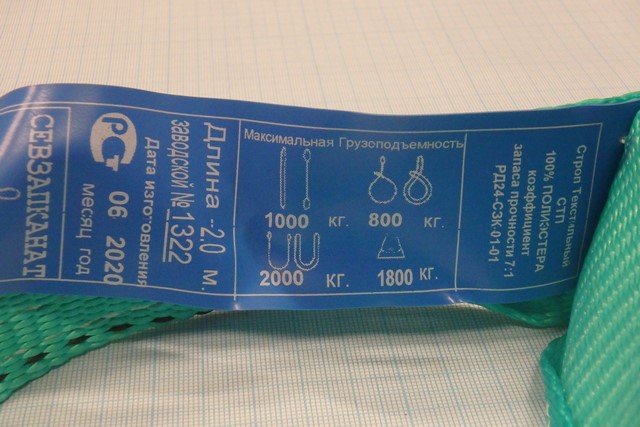 СЕВЗАПКАНАТ
РСТ
06 2020
месяц год
Длина -2.0 м.
заводской № 1322
Дата изготовления
Максимальная Грузоподъемность
1000 КГ. 800 КГ.
2000 КГ. 1800 КГ.
Строп Текстильный
СТП
100% ПОЛИЭСТЕРА
коэффициент
запаса прочности 7:1
РД24-СЗК-01-01